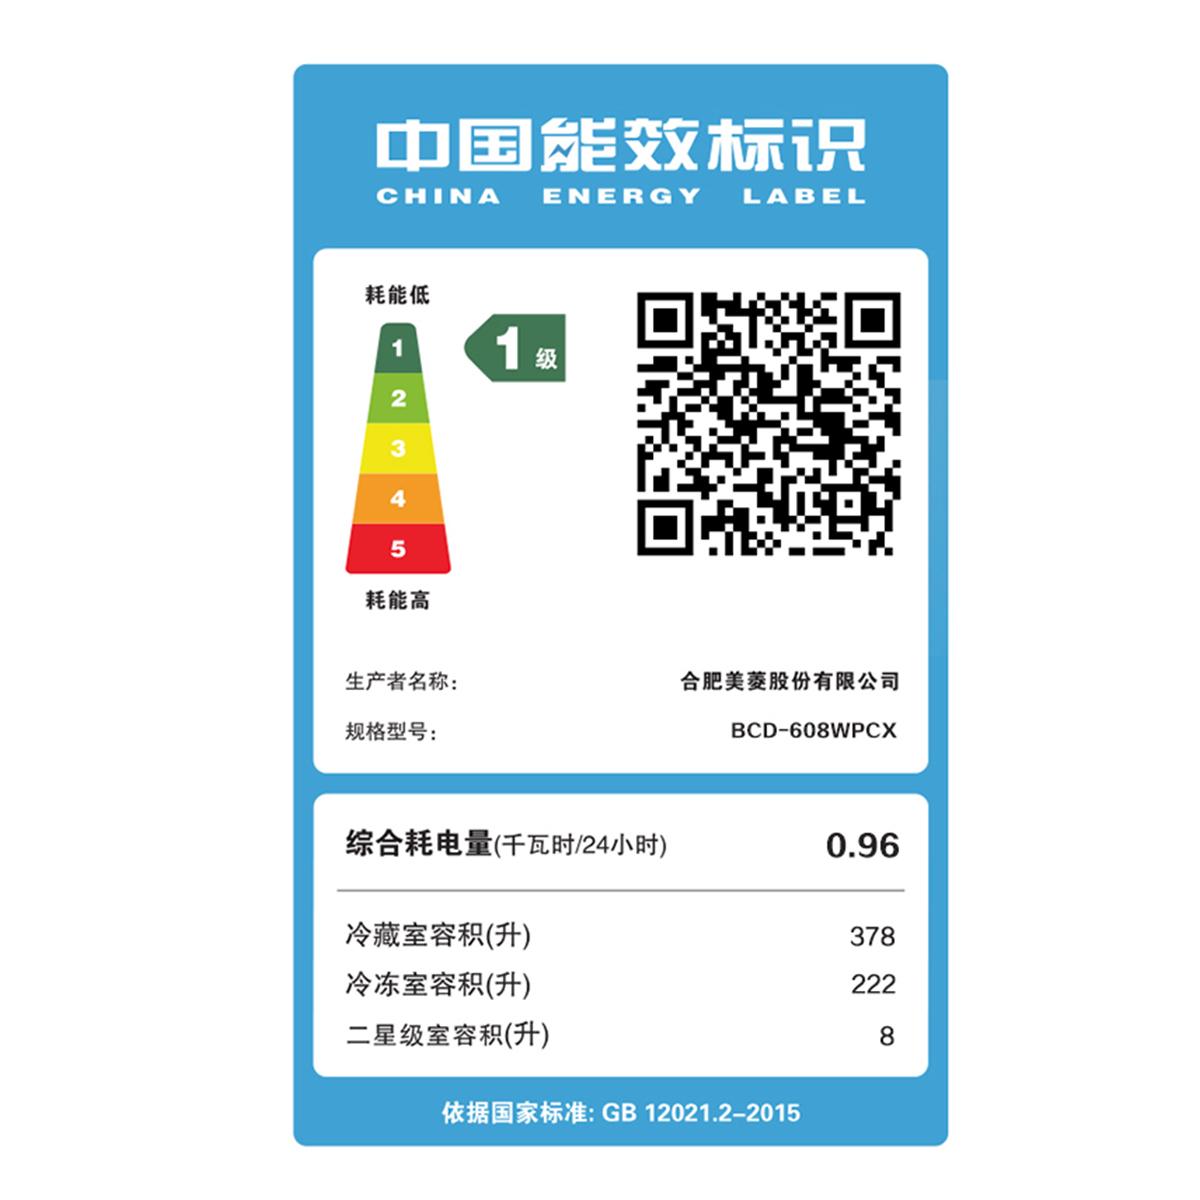 中国能效标识
CHINA ENERGY LABEL
耗能低
1
1级
2
3
4
5
耗能高
生产者名称: 合肥美菱股份有限公司
规格型号: BCD-608WPCX
综合耗电量(千瓦时/24小时) 0.96
冷藏室容积(升) 378
冷冻室容积(升) 222
二星级室容积(升) 8
依据国家标准: GB 12021.2-2015